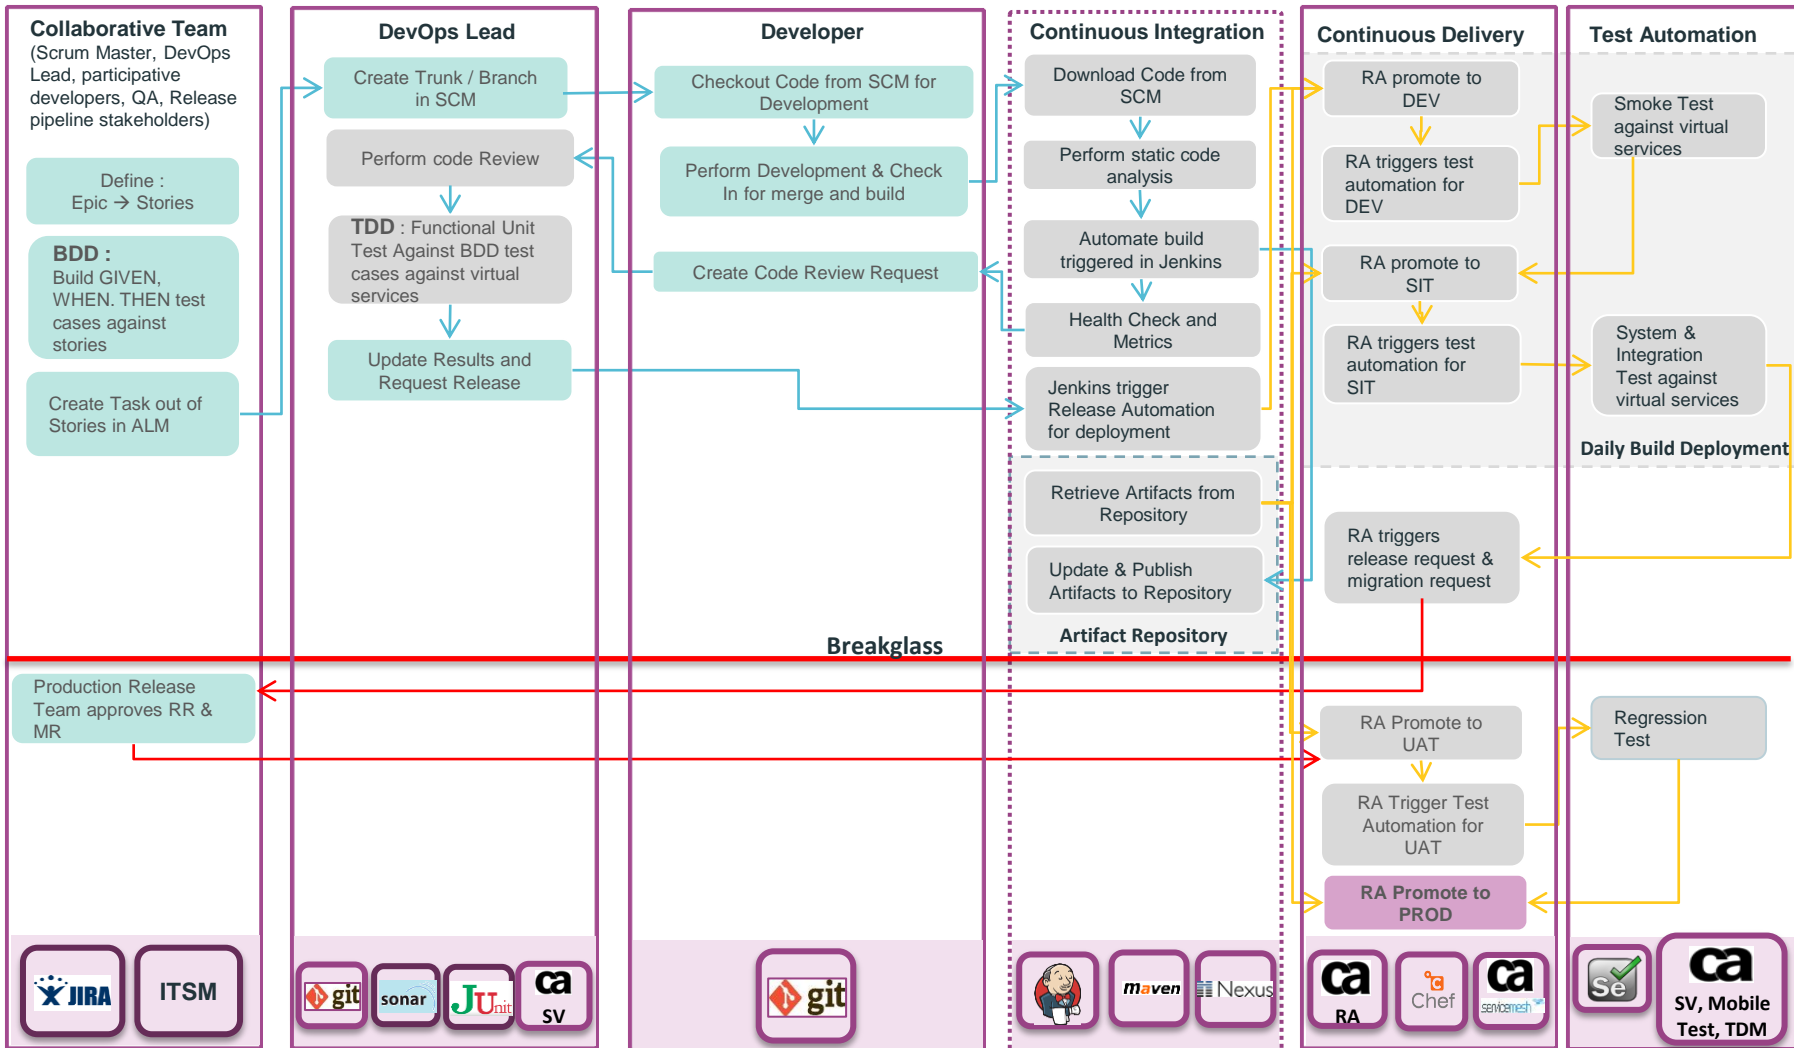 Collaborative Team
(Scrum Master, DevOps
Lead, participative
developers, QA, Release
pipeline stakeholders)
Define :
Epic → Stories
BDD :
Build GIVEN,
WHEN. THEN test
cases against
stories
Create Task out of
Stories in ALM
DevOps Lead
Create Trunk / Branch
in SCM
Perform code Review
TDD : Functional Unit
Test Against BDD test
cases against virtual
services
Update Results and
Request Release
Developer
Checkout Code from SCM for
Development
Perform Development & Check
In for merge and build
Create Code Review Request
Continuous Integration
Download Code from
SCM
Perform static code
analysis
Automate build
triggered in Jenkins
Health Check and
Metrics
Jenkins trigger
Release Automation
for deployment
Retrieve Artifacts from
Repository
Update & Publish
Artifacts to Repository
Artifact Repository
Continuous Delivery
RA promote to
DEV
RA triggers test
automation for
DEV
RA promote to
SIT
RA triggers test
automation for
SIT
RA triggers
release request &
migration request
Test Automation
Smoke Test
against virtual
services
System &
Integration
Test against
virtual services
Daily Build Deployment
Breakglass
Production Release
Team approves RR &
MR
RA Promote to
UAT
RA Trigger Test
Automation for
UAT
RA Promote to
PROD
Regression
Test
JIRA
ITSM
git
sonar
JUnit
ca
SV
git
maven
Nexus
ca
RA
Chef
ca
servicemesh
Se
ca
SV, Mobile
Test, TDM